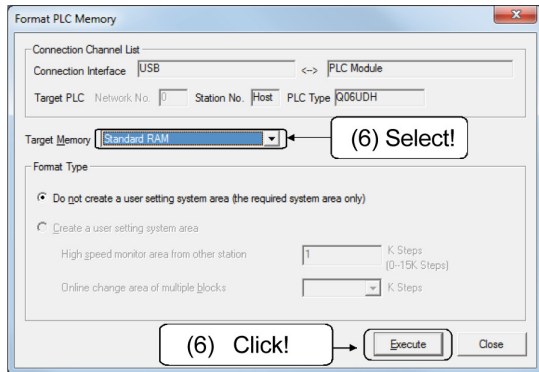 Format PLC Memory
Connection Channel List
Connection Interface USB <--> PLC Module
Target PLC Network No. 0 Station No. Host PLC Type Q06UDH
Target Memory Standard RAM (6) Select!
Format Type
Do not create a user setting system area (the required system area only)
Create a user setting system area
High speed monitor area from other station 1 K Steps
(0--15K Steps)
Online change area of multiple blocks K Steps
(6) Click! Execute Close